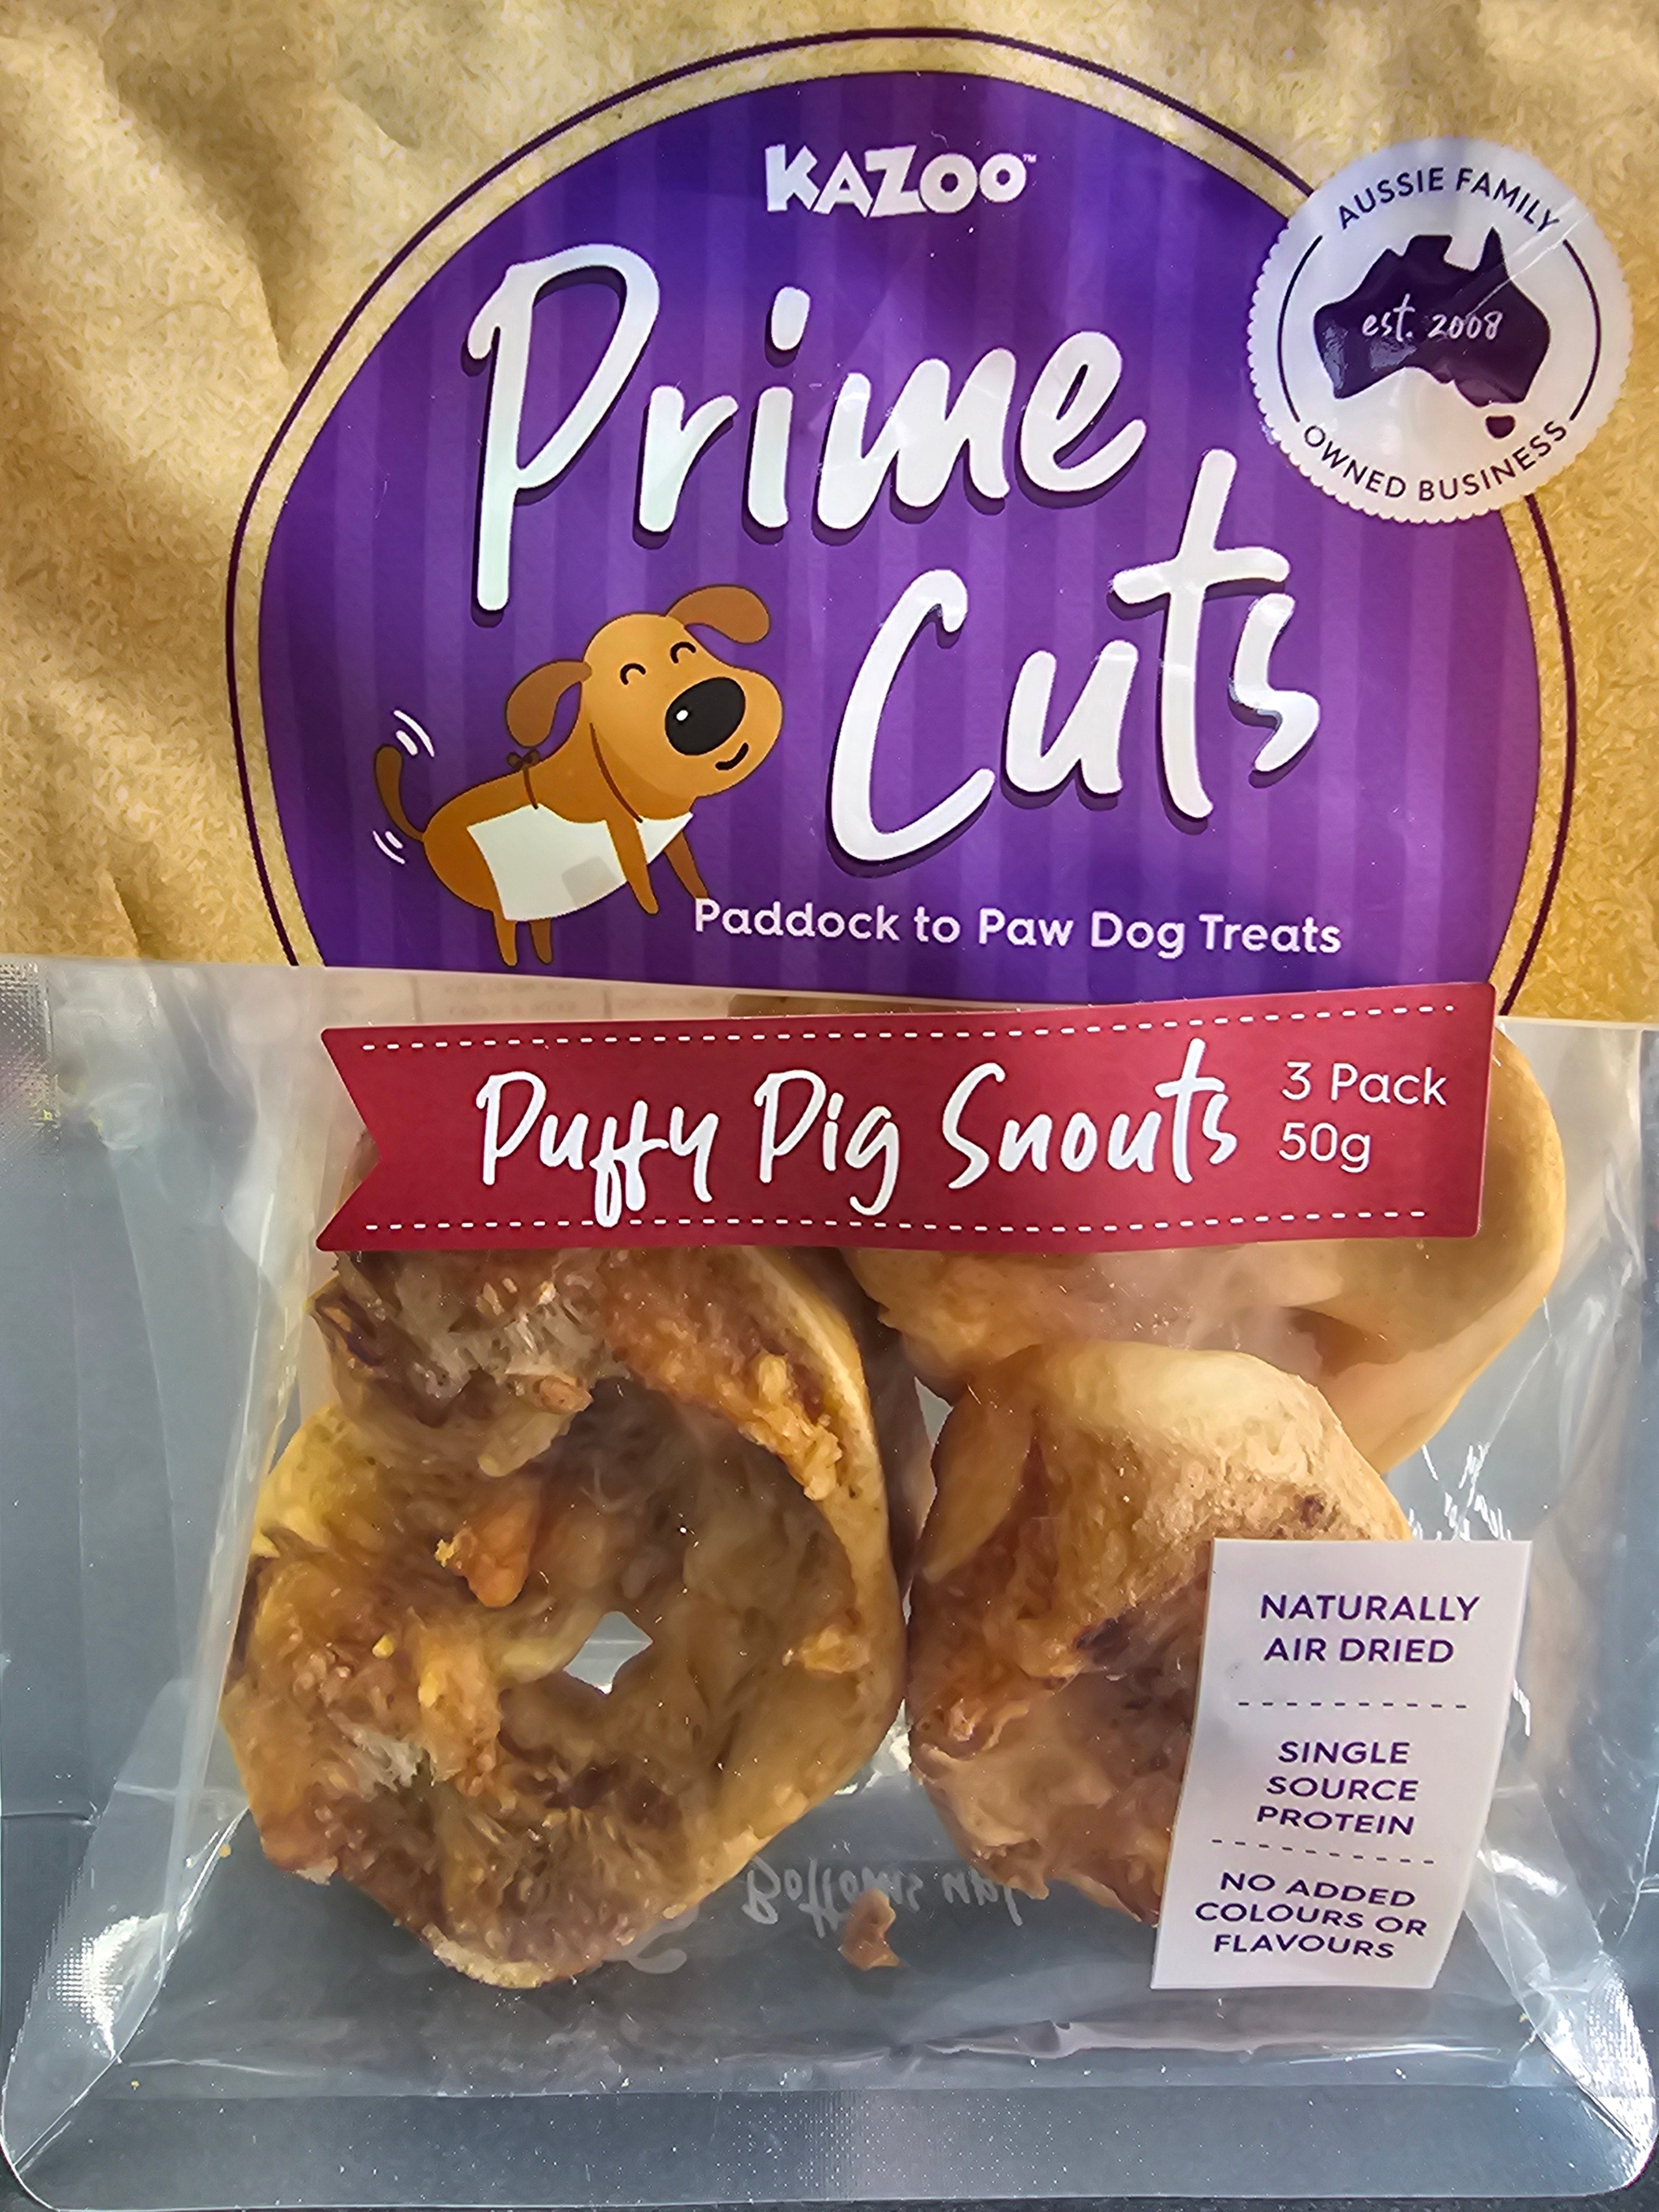 KAZOO™
AUSSIE FAMILY
est. 2008
OWNED BUSINESS
Prime
Cuts
Paddock to Paw Dog Treats
Puffy Pig Snouts
3 Pack
50g
NATURALLY
AIR DRIED
SINGLE
SOURCE
PROTEIN
NO ADDED
COLOURS OR
FLAVOURS